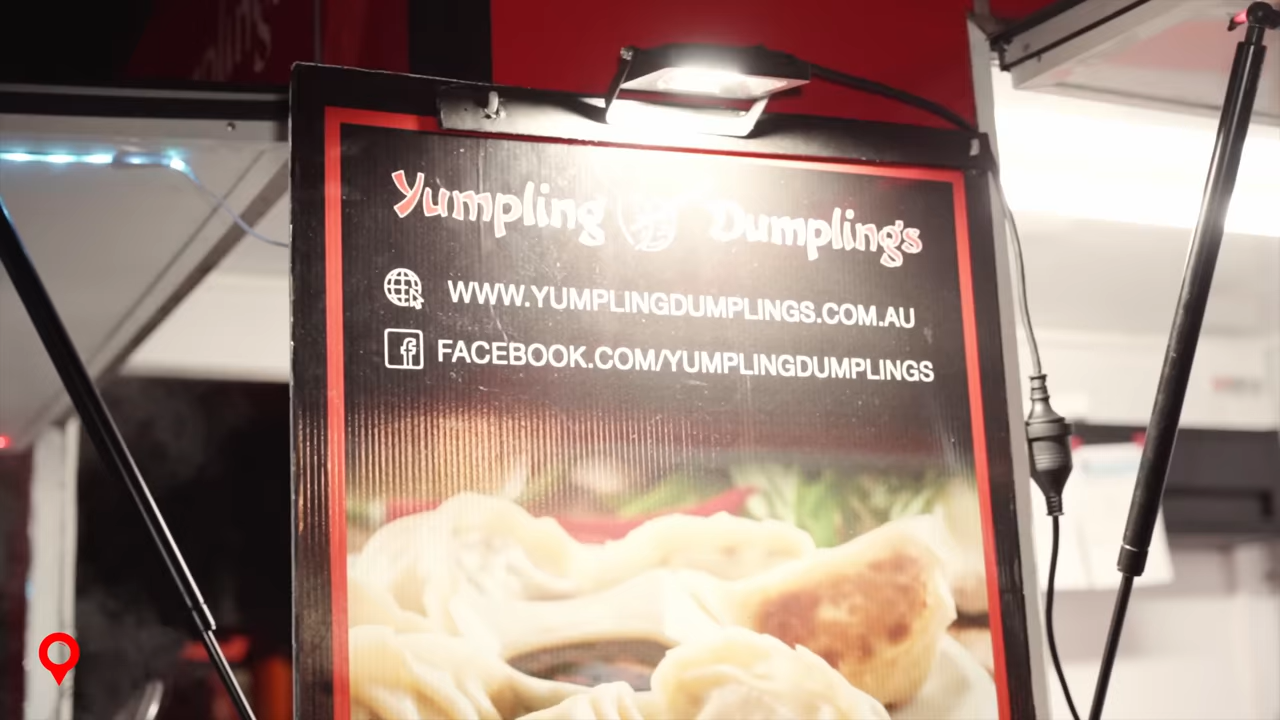 Yumpling Dumplings
WWW.YUMPLINGDUMPLINGS.COM.AU
FACEBOOK.COM/YUMPLINGDUMPLINGS